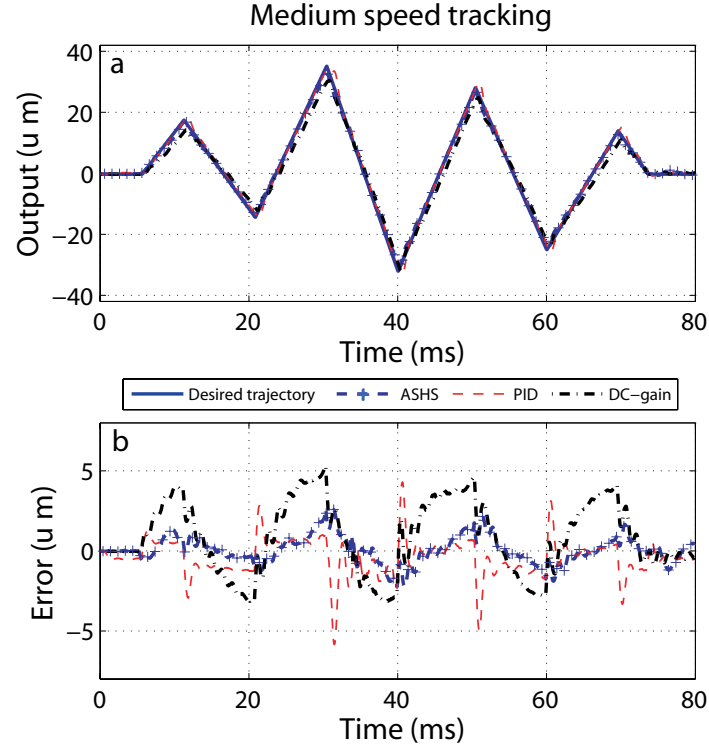 Medium speed tracking
a
Output (u m)
40
20
0
−20
−40
0 20 40 60 80
Time (ms)
Desired trajectory ASHS PID DC−gain
b
Error (u m)
5
0
−5
0 20 40 60 80
Time (ms)